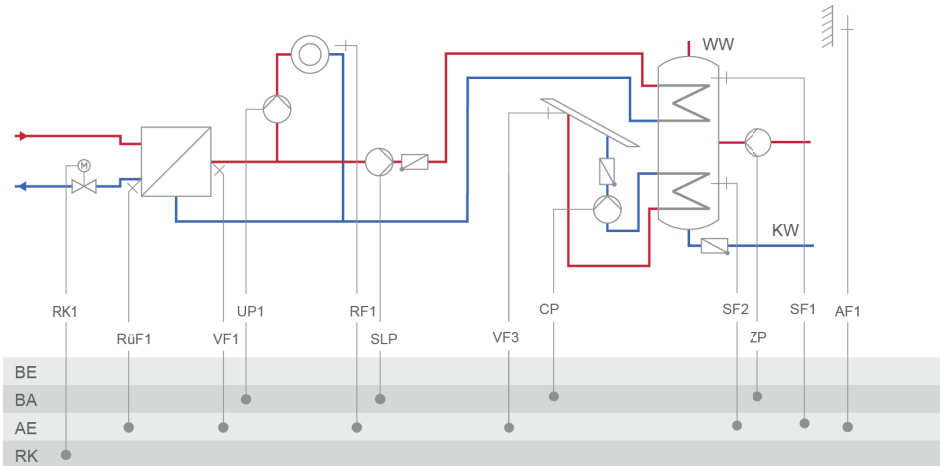 WW
M
KW
RK1
UP1
RF1
CP
SF2
SF1
AF1
RüF1
VF1
SLP
VF3
ZP
BE
BA
AE
RK